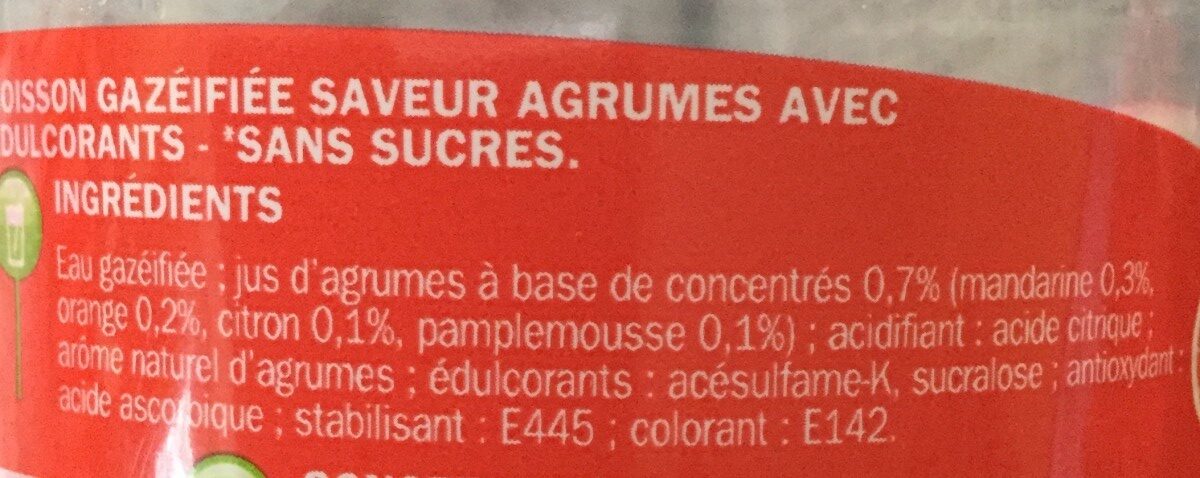 OISSON GAZÉIFIÉE SAVEUR AGRUMES AVEC
DULCORANTS - *SANS SUCRES.
INGRÉDIENTS
Eau gazéifiée ; jus d'agrumes à base de concentrés 0,7% (mandarine 0,3%,
orange 0,2%, citron 0,1%, pamplemousse 0,1%) ; acidifiant : acide citrique ;
arôme naturel d'agrumes ; édulcorants : acésulfame-K, sucralose ; antioxydant :
acide ascorbique ; stabilisant : E445 ; colorant : E142.